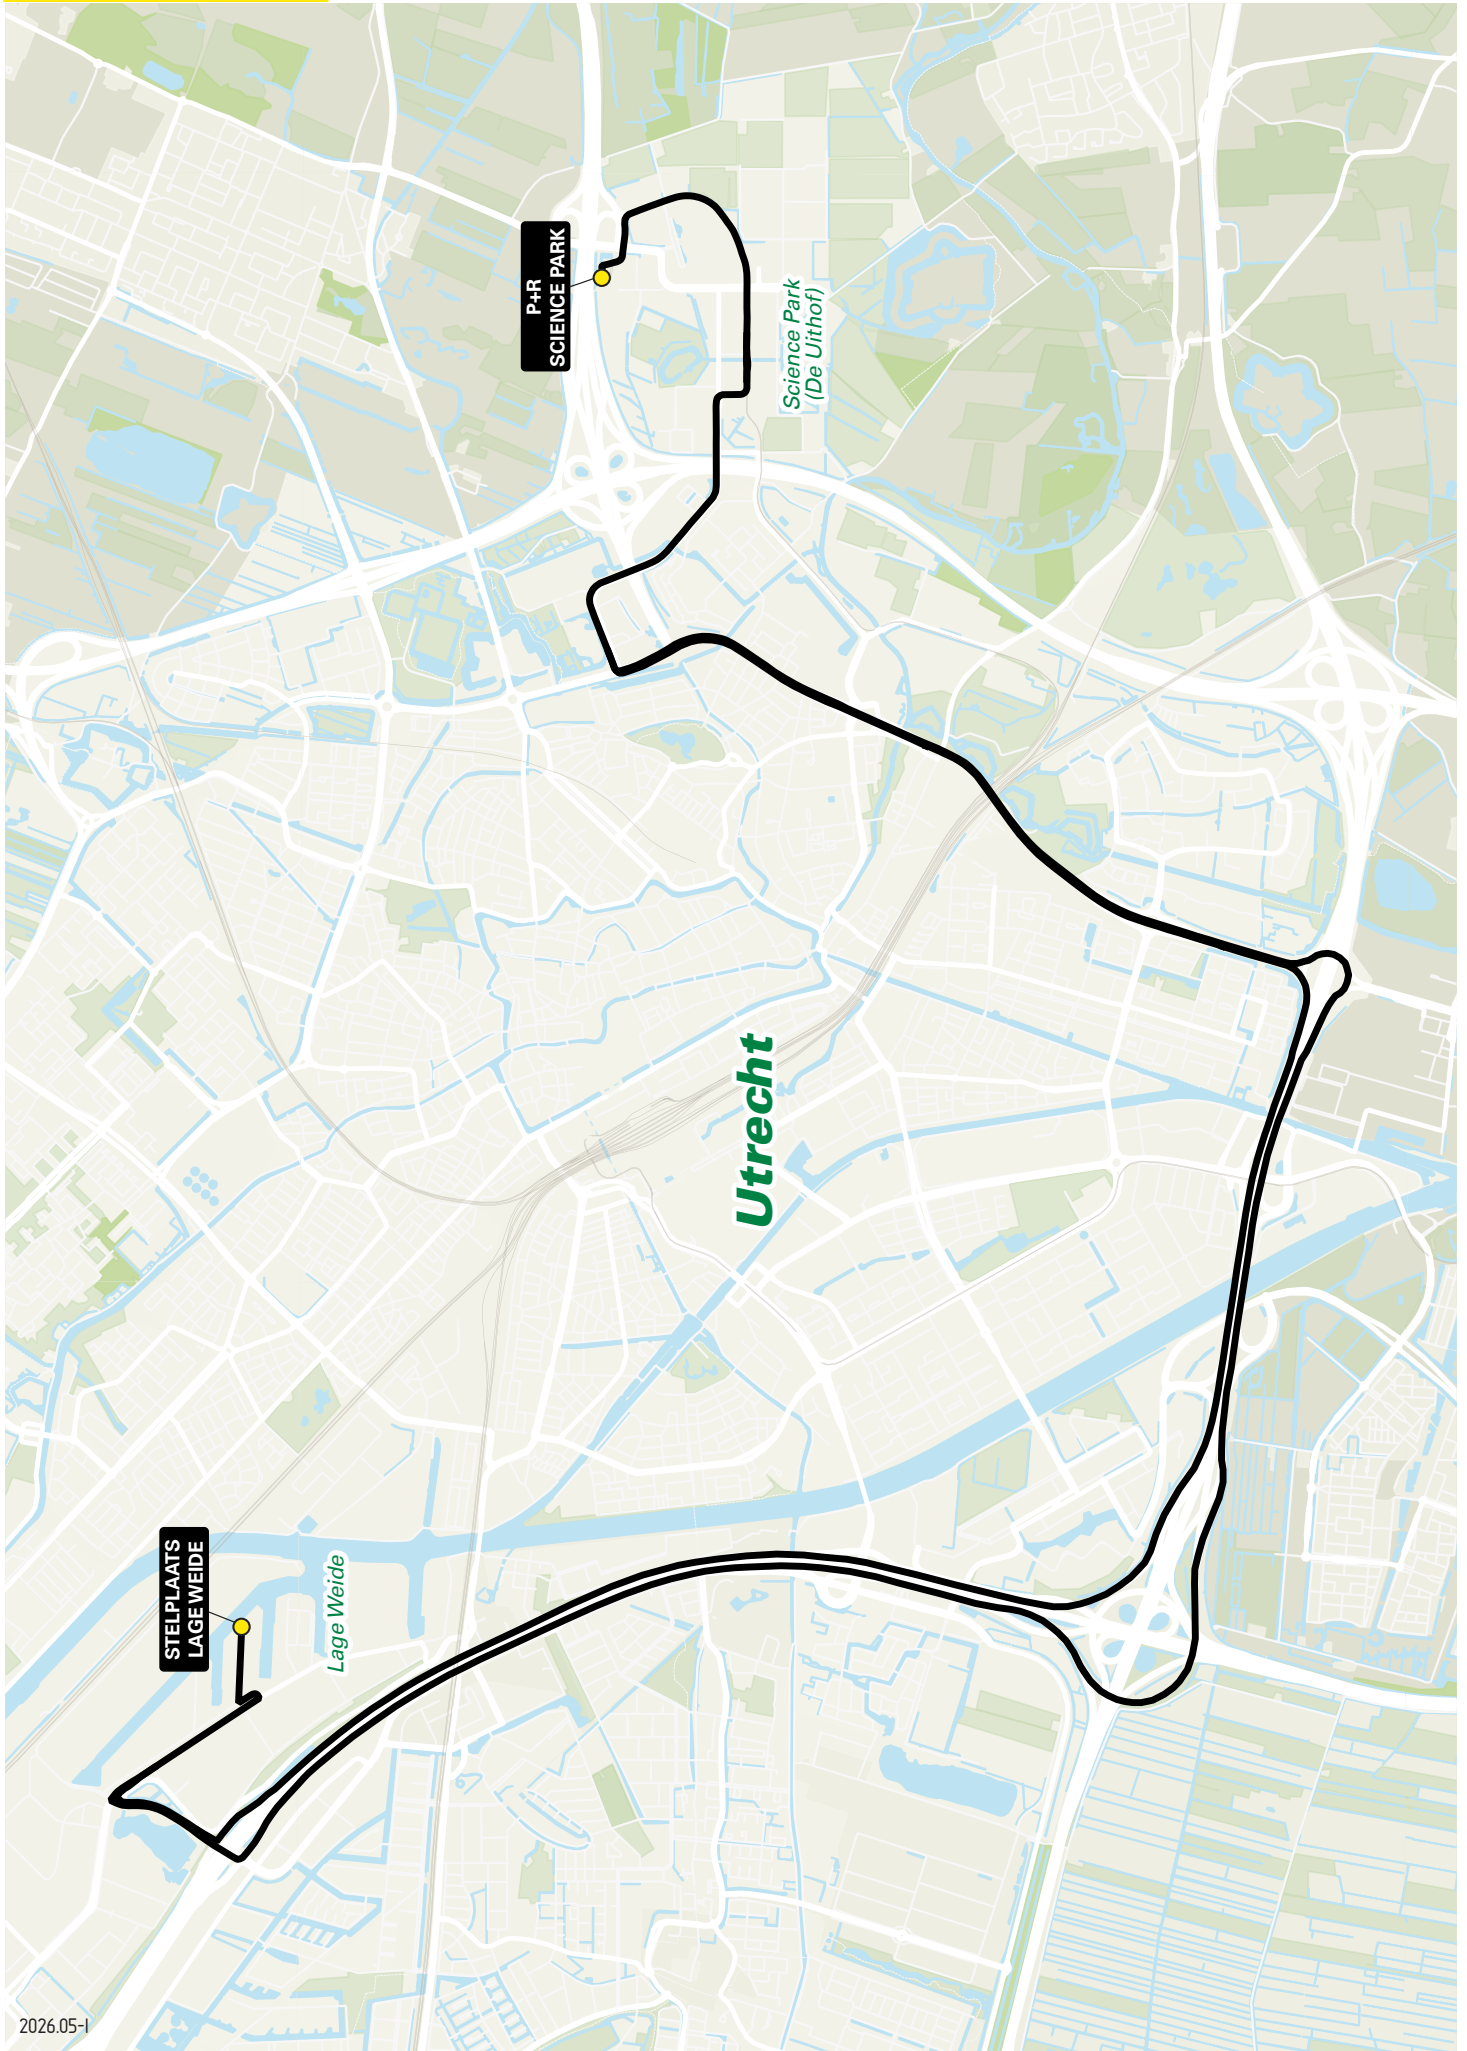 P+R
SCIENCE PARK
Science Park
(De Uithof)
Utrecht
STELPLAATS
LAGE WEIDE
Lage Weide
2026.05-I